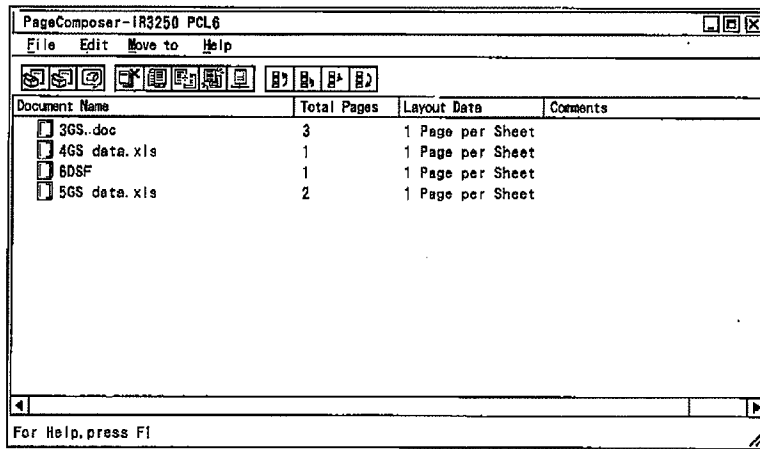 PageComposer-iR3250 PCL6
File Edit Move to Help
Document Name Total Pages Layout Data Comments
3GS.doc 3 1 Page per Sheet
4GS data.xls 1 1 Page per Sheet
6DSF 1 1 Page per Sheet
5GS data.xls 2 1 Page per Sheet
For Help,press F1